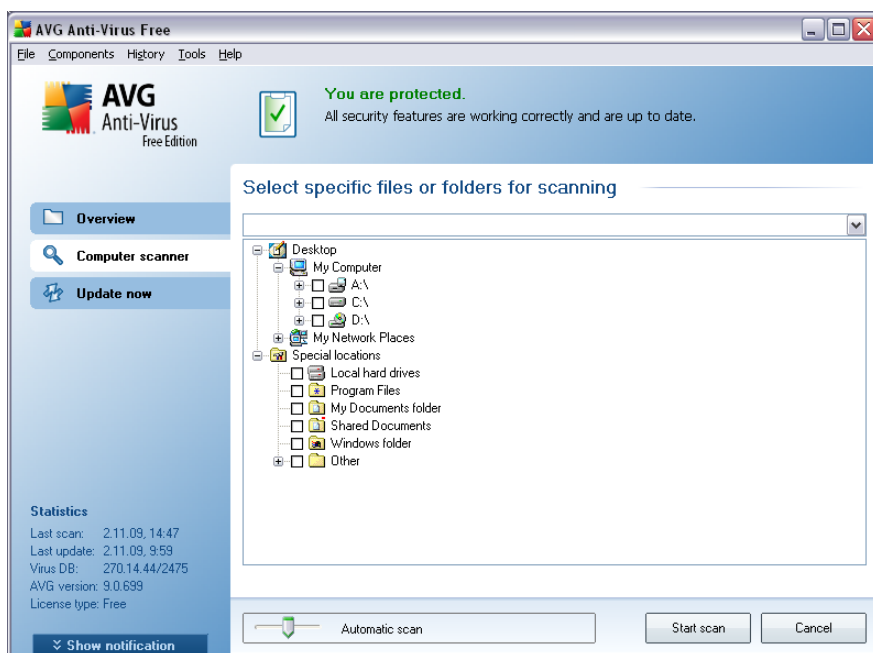 AVG Anti-Virus Free
File Components History Tools Help
AVG
Anti-Virus
Free Edition
You are protected.
All security features are working correctly and are up to date.
Select specific files or folders for scanning
Overview
Computer scanner
Update now
Desktop
My Computer
A:\
C:\
D:\
My Network Places
Special locations
Local hard drives
Program Files
My Documents folder
Shared Documents
Windows folder
Other
Statistics
Last scan: 2.11.09, 14:47
Last update: 2.11.09, 9:59
Virus DB: 270.14.44/2475
AVG version: 9.0.699
License type: Free
Show notification
Automatic scan
Start scan
Cancel